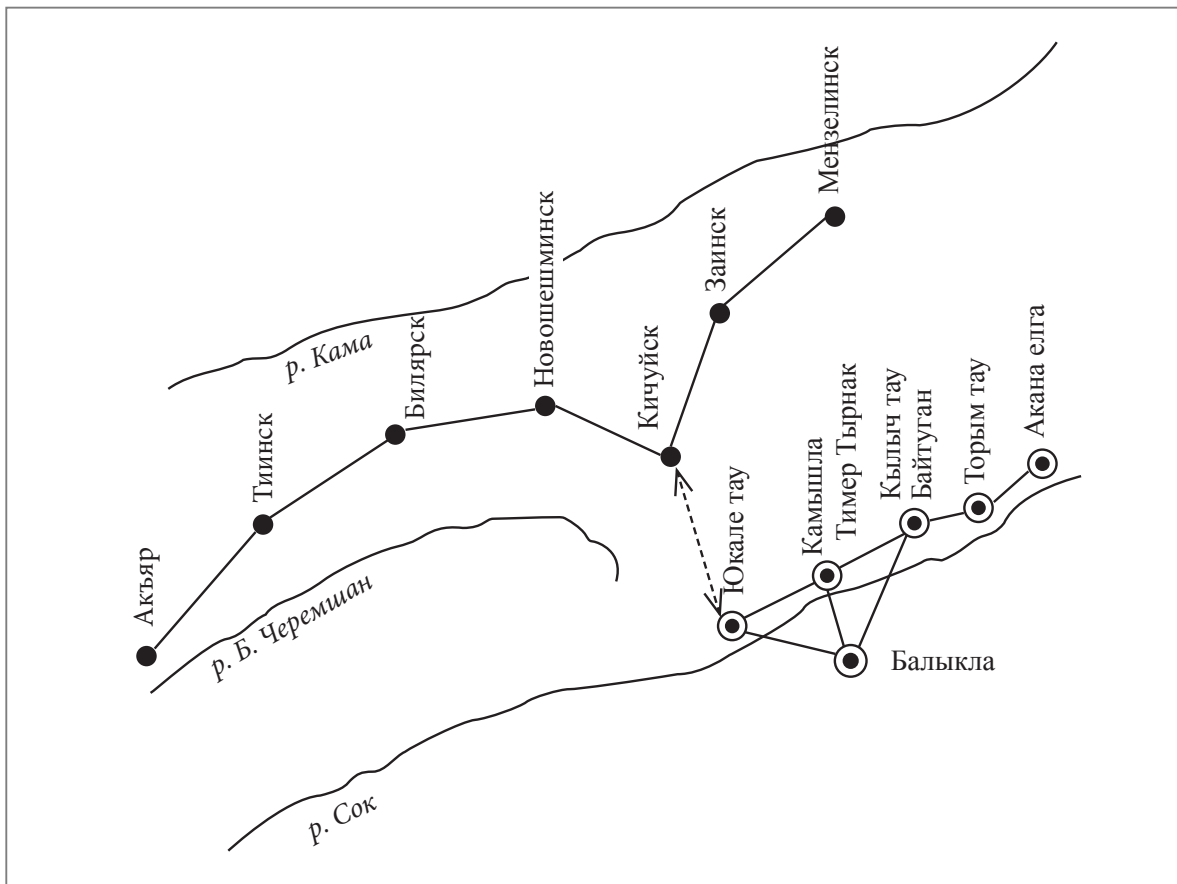 Мензелинск
Заинск
Новошешминск
р. Кама
Билярск
Кичуйск
Акана елга
Торым тау
Кылыч тау
Байтуган
Камышла
Тимер Тырнак
Тиинск
Юкале тау
Акъяр
р. Б. Черемшан
Балыкла
р. Сок